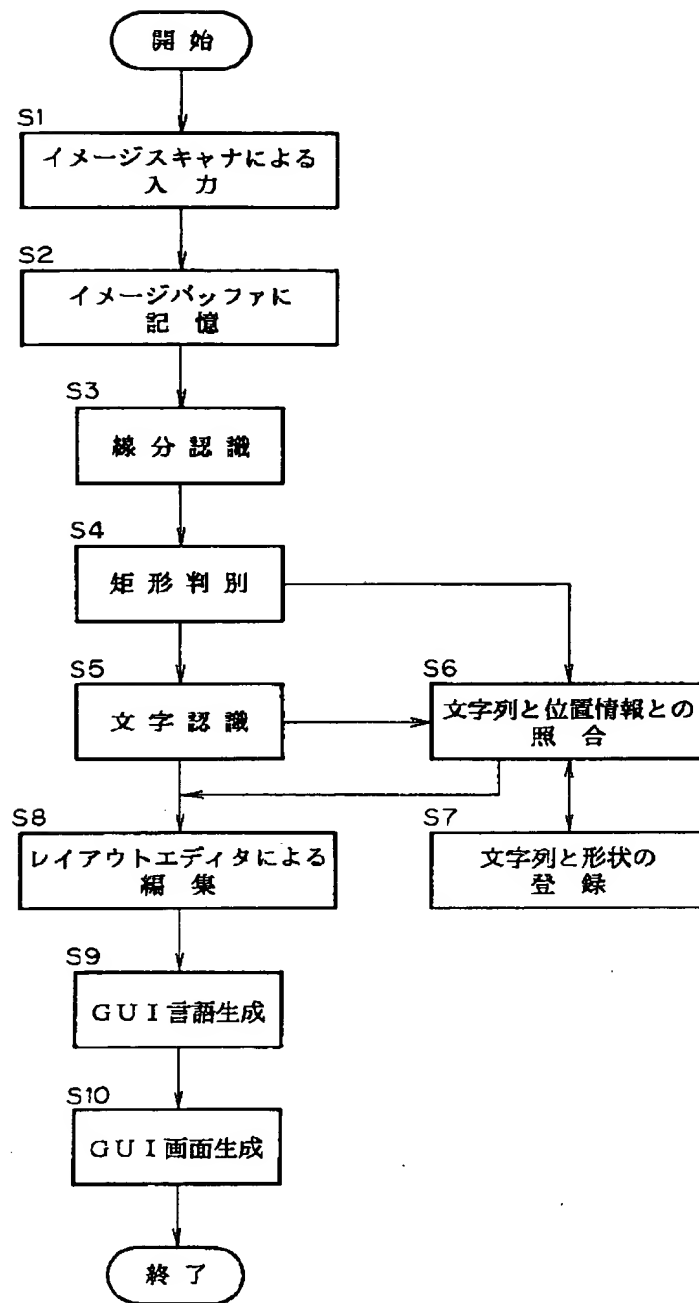 開始
S1
イメージスキャナによる
入力
S2
イメージバッファに
記憶
S3
線分認識
S4
矩形判別
S5
文字認識
S6
文字列と位置情報との
照合
S7
文字列と形状の
登録
S8
レイアウトエディタによる
編集
S9
GUI言語生成
S10
GUI画面生成
終了